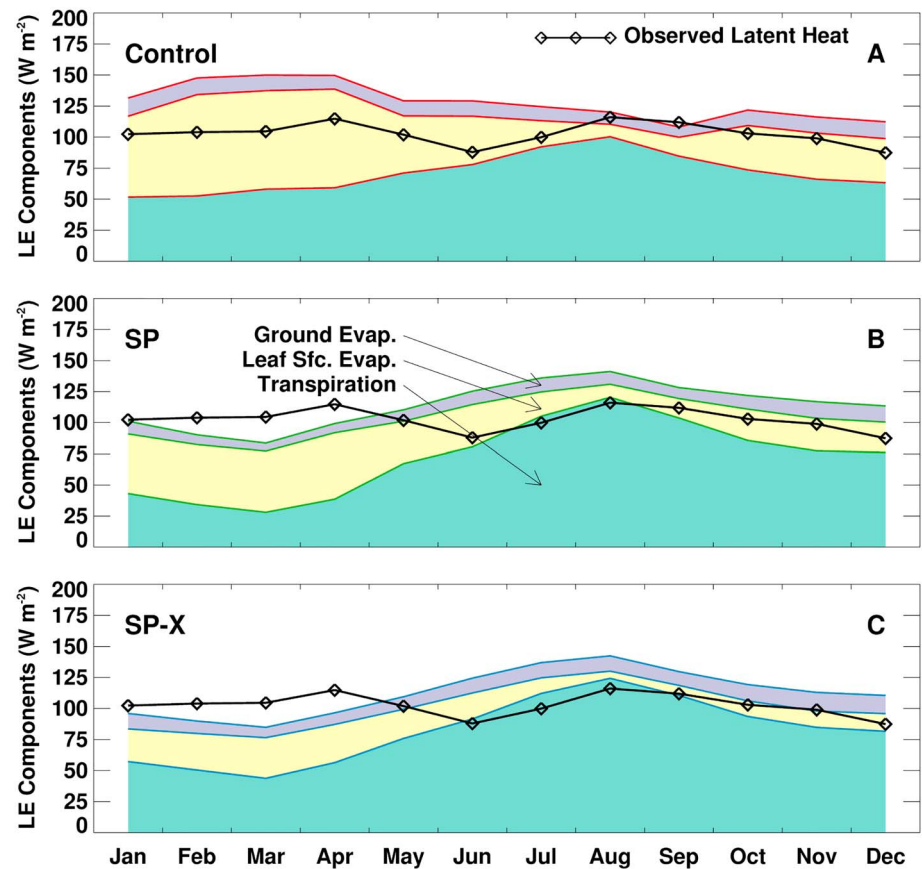 Control
Observed Latent Heat
A
LE Components (W m-2)
200
175
150
125
100
75
50
25
0
SP
Ground Evap.
Leaf Sfc. Evap.
Transpiration
B
LE Components (W m-2)
200
175
150
125
100
75
50
25
0
SP-X
C
LE Components (W m-2)
200
175
150
125
100
75
50
25
0
Jan Feb Mar Apr May Jun Jul Aug Sep Oct Nov Dec